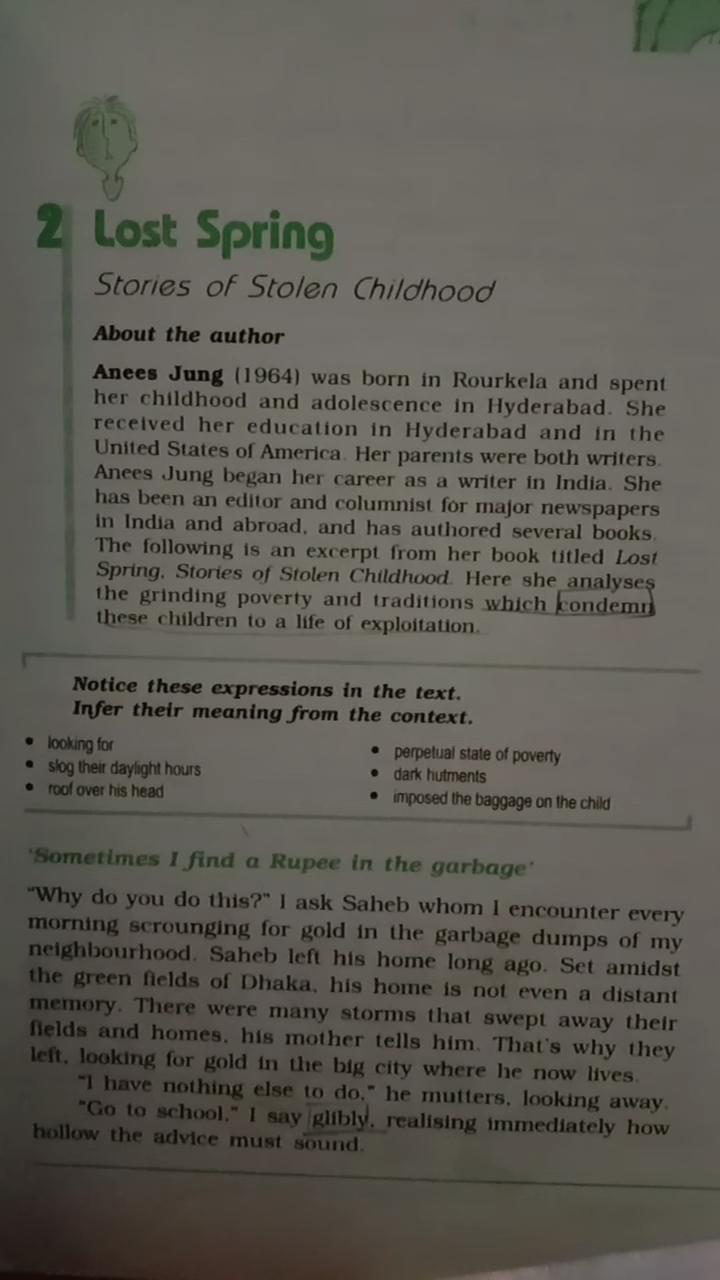 2 Lost Spring
Stories of Stolen Childhood
About the author
Anees Jung (1964) was born in Rourkela and spent
her childhood and adolescence in Hyderabad. She
received her education in Hyderabad and in the
United States of America. Her parents were both writers.
Anees Jung began her career as a writer in India. She
has been an editor and columnist for major newspapers
in India and abroad, and has authored several books.
The following is an excerpt from her book titled Lost
Spring, Stories of Stolen Childhood. Here she analyses
the grinding poverty and traditions which condemn
these children to a life of exploitation.
Notice these expressions in the text.
Infer their meaning from the context.
• looking for
• slog their daylight hours
• roof over his head
• perpetual state of poverty
• dark hutments
• imposed the baggage on the child
‘Sometimes I find a Rupee in the garbage’
“Why do you do this?” I ask Saheb whom I encounter every
morning scrounging for gold in the garbage dumps of my
neighbourhood. Saheb left his home long ago. Set amidst
the green fields of Dhaka, his home is not even a distant
memory. There were many storms that swept away their
fields and homes, his mother tells him. That’s why they
left, looking for gold in the big city where he now lives.
“I have nothing else to do,” he mutters, looking away.
“Go to school,” I say glibly, realising immediately how
hollow the advice must sound.